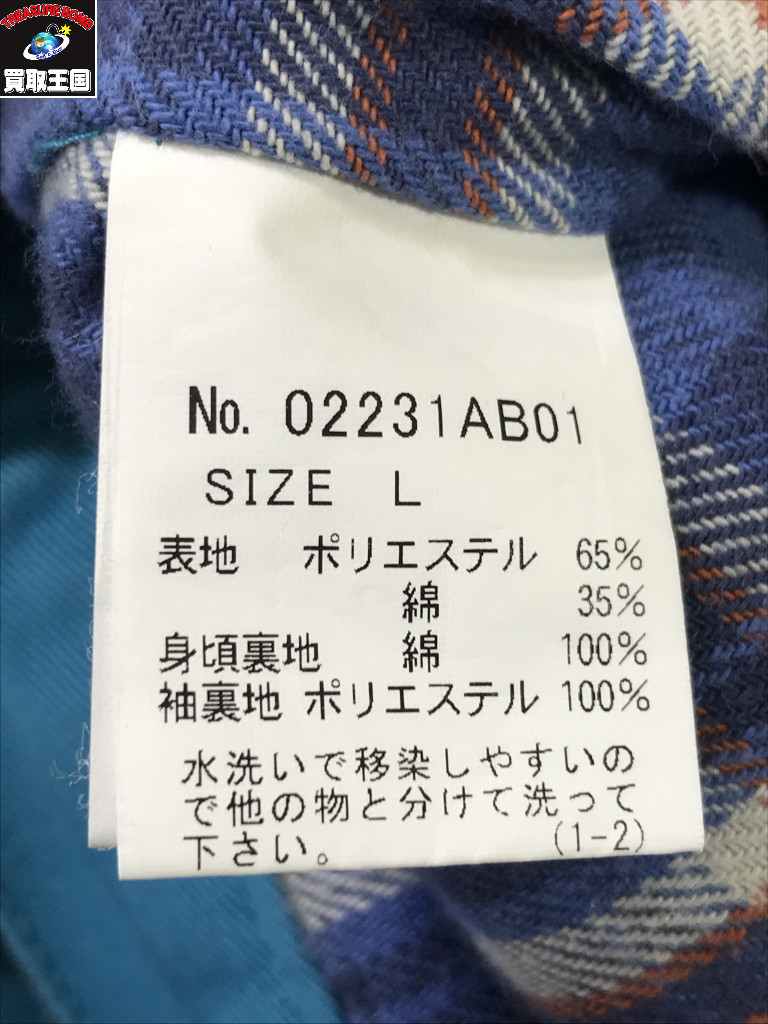 TREASURE BOMB
買取王国
No. 02231AB01
SIZE L
表地 ポリエステル 65%
綿 35%
身頃裏地 綿 100%
袖裏地 ポリエステル 100%
水洗いで移染しやすいの
で他の物と分けて洗って
下さい。 (1-2)